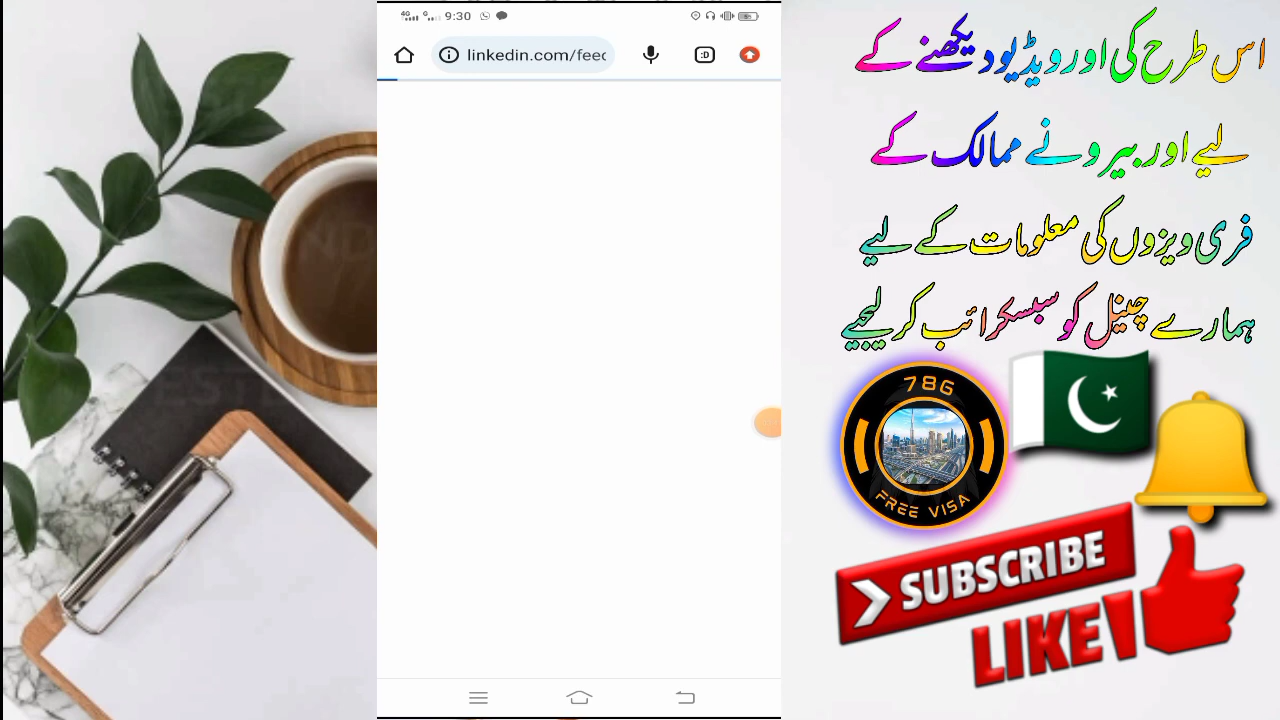 4G G 9:30
linkedin.com/feed
:D
اس طرح کی اور ویڈیو دیکھنے کے
لیے اور بیرونے ممالک کے
فری ویزوں کی معلومات کے لیے
ہمارے چینل کو سبسکرائب کر لیجیے
786
FREE VISA
SUBSCRIBE
LIKE